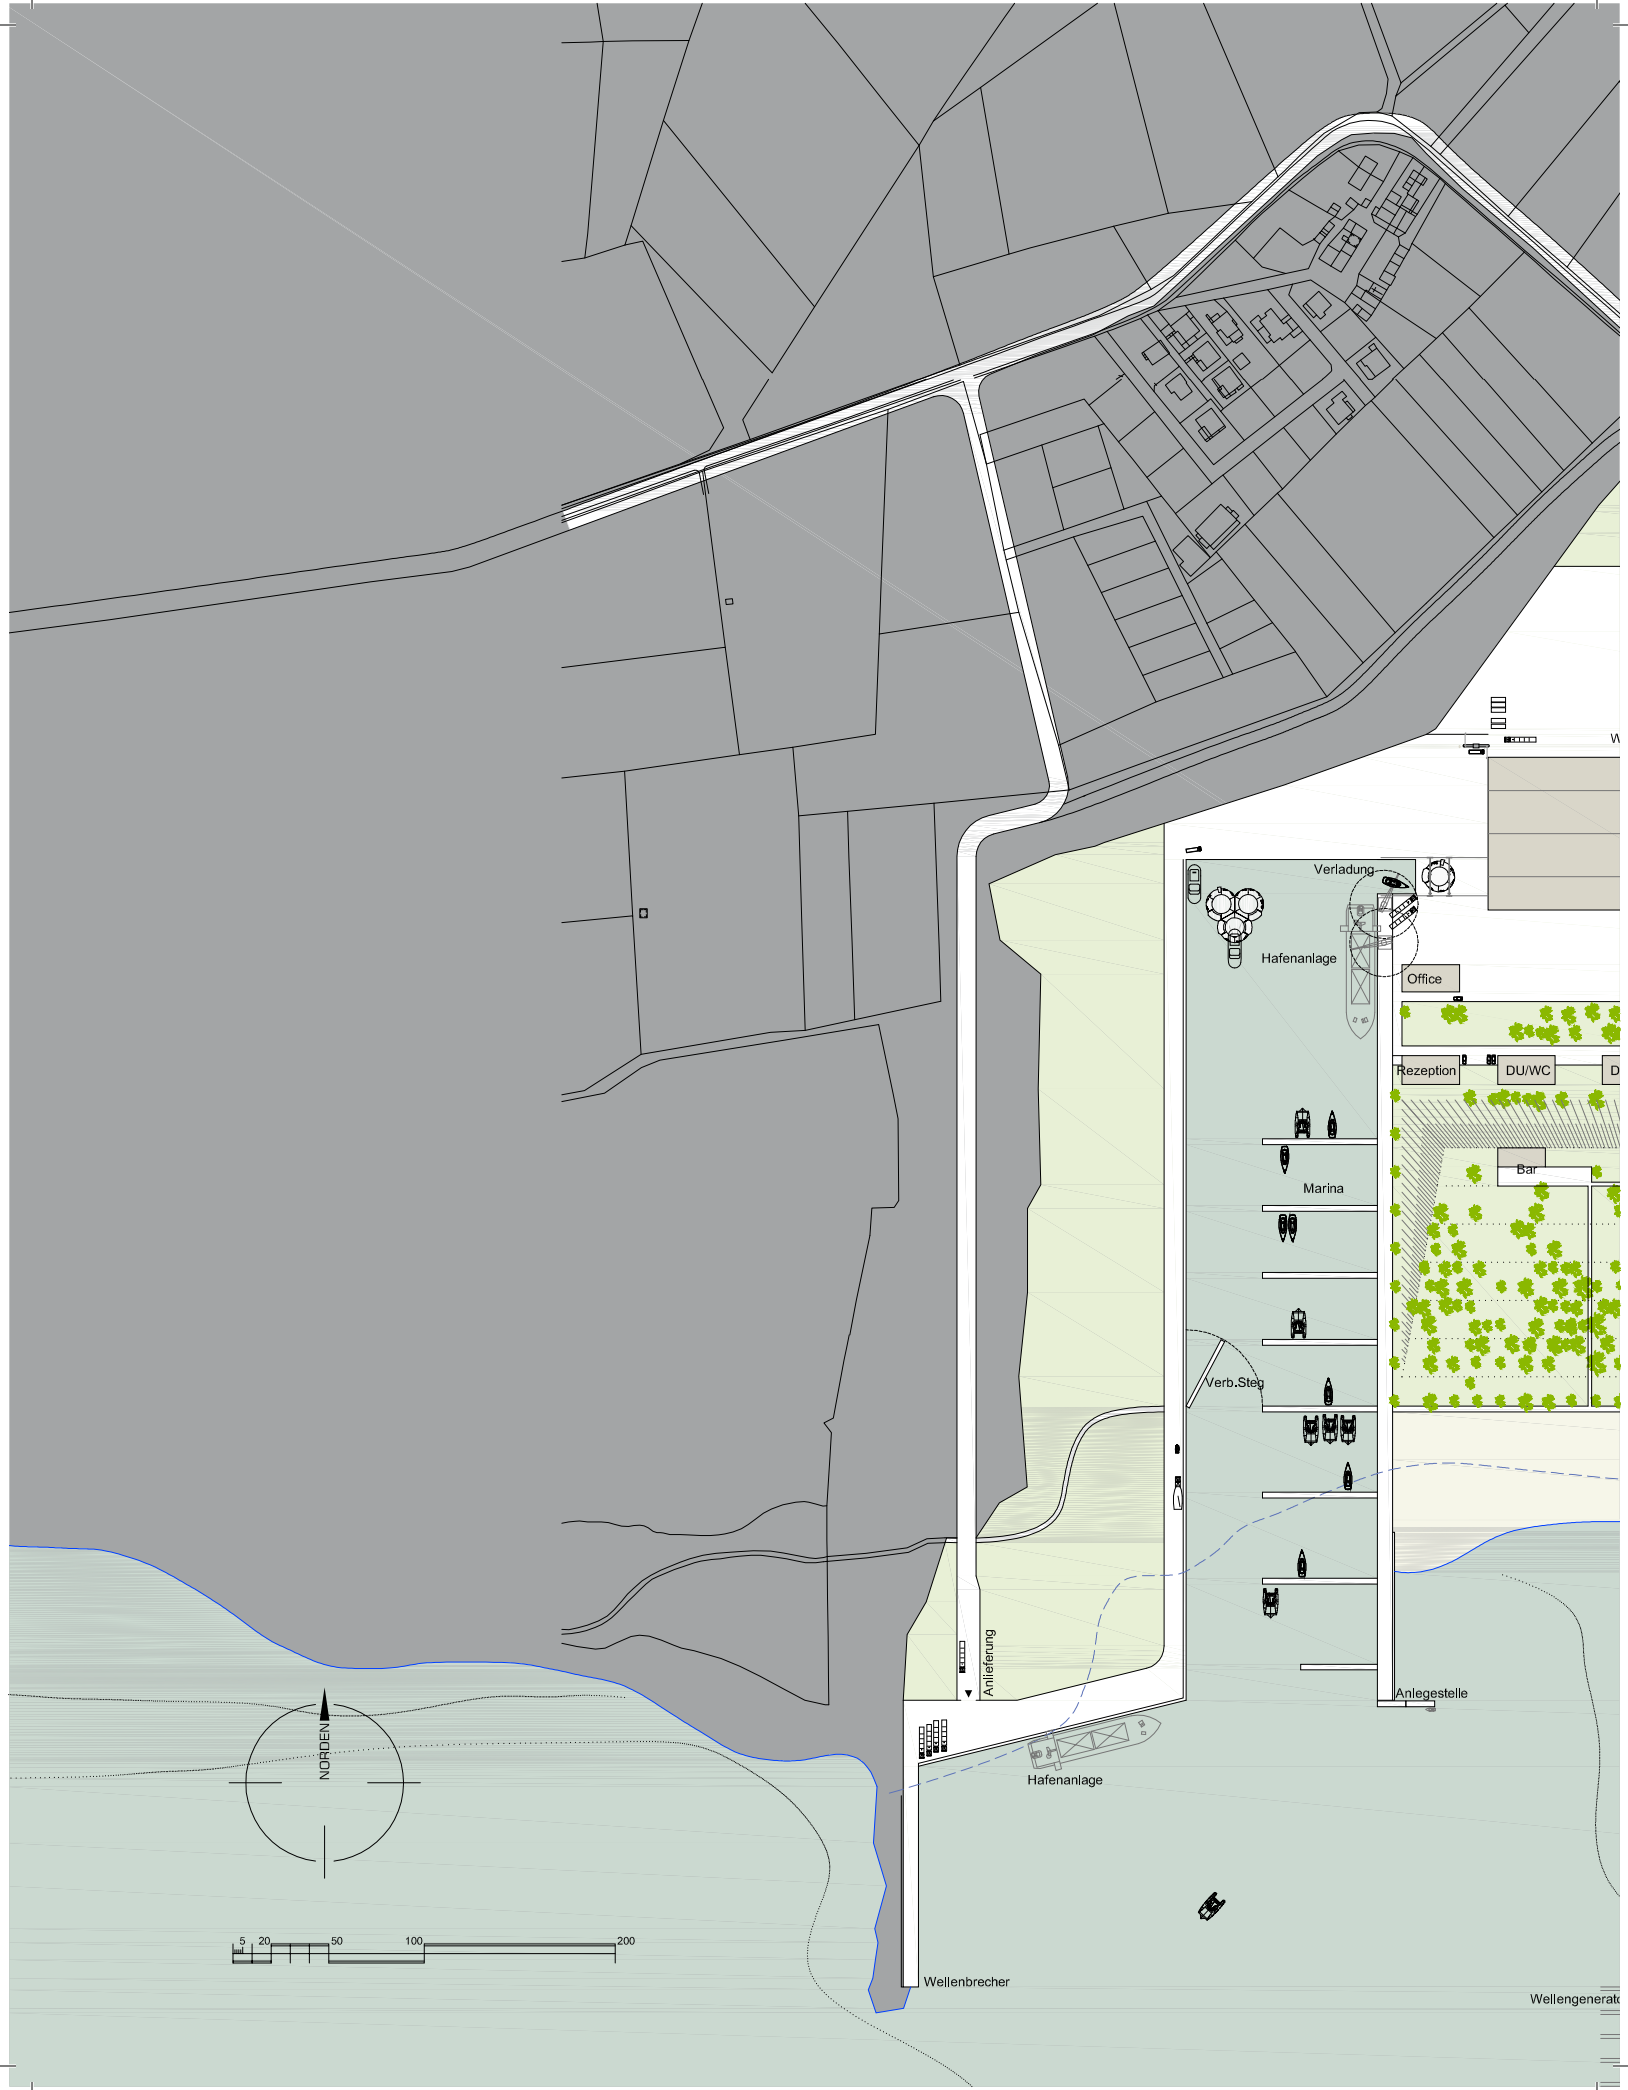 W
Verladung
Hafenanlage
Office
Rezeption
DU/WC
D
Bar
Marina
Verb.Steg
Anlieferung
Anlegestelle
NORDEN
Hafenanlage
5 20 50 100 200
Wellenbrecher
Wellengenerato